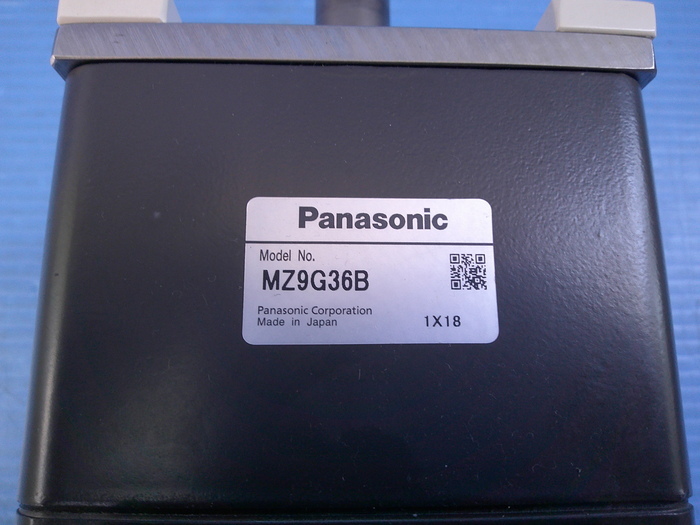 Panasonic
Model No.
MZ9G36B
Panasonic Corporation
Made in Japan 1X18